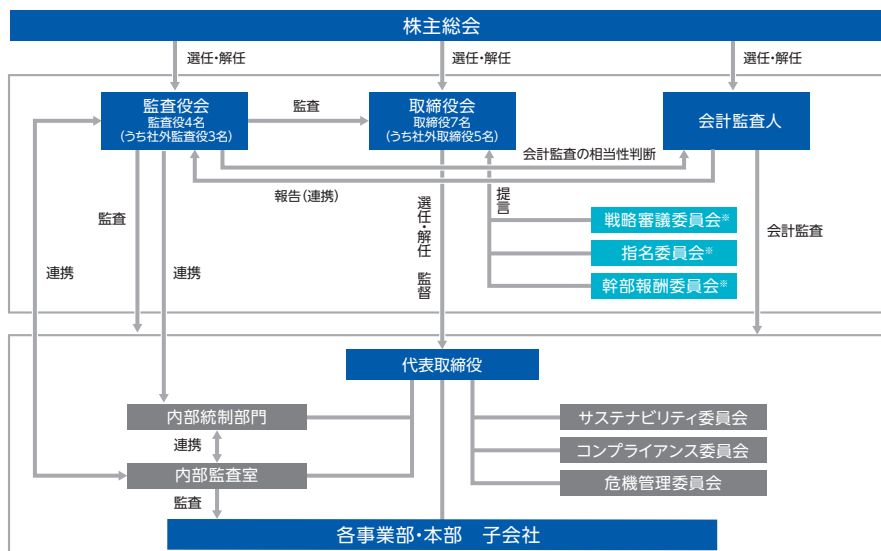 株主総会
選任・解任
選任・解任
選任・解任
監査役会
監査役4名
(うち社外監査役3名)
監査
取締役会
取締役7名
(うち社外取締役5名)
会計監査人
会計監査の相当性判断
報告(連携)
提言
戦略審議委員会※
指名委員会※
幹部報酬委員会※
監査
選任・解任 監督
会計監査
連携
連携
代表取締役
内部統制部門
サステナビリティ委員会
連携
コンプライアンス委員会
内部監査室
危機管理委員会
監査
各事業部・本部 子会社